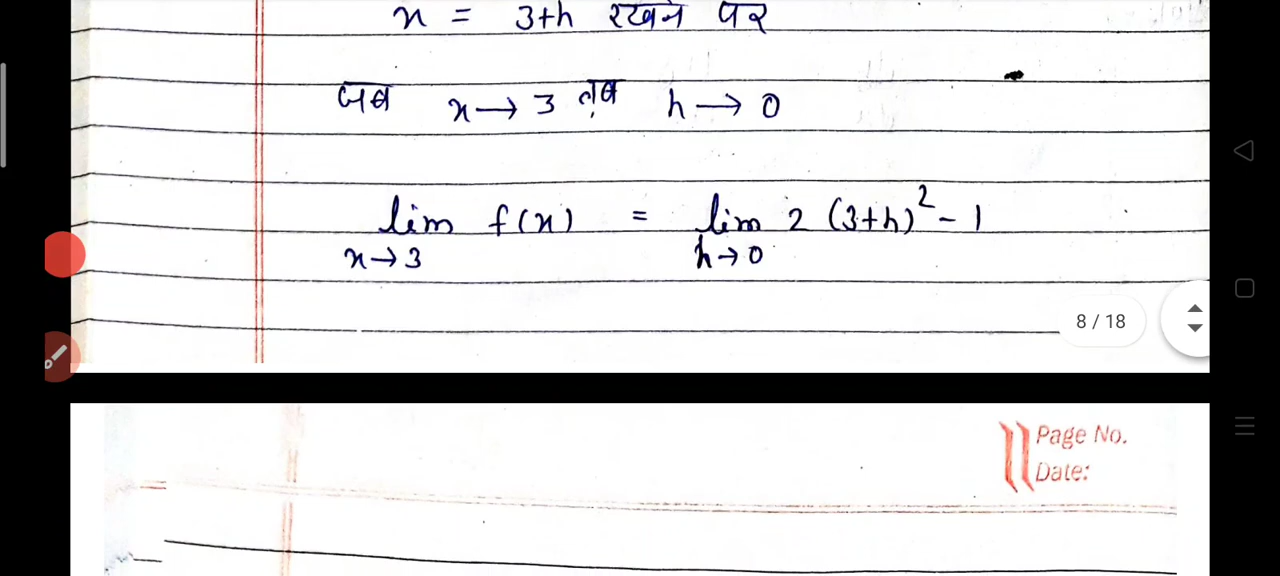 x = 3+h रखने पर
जब x → 3 तब h → 0
lim f(x) = lim 2 (3+h)² - 1
x → 3 h → 0
8 / 18
Page No.
Date: